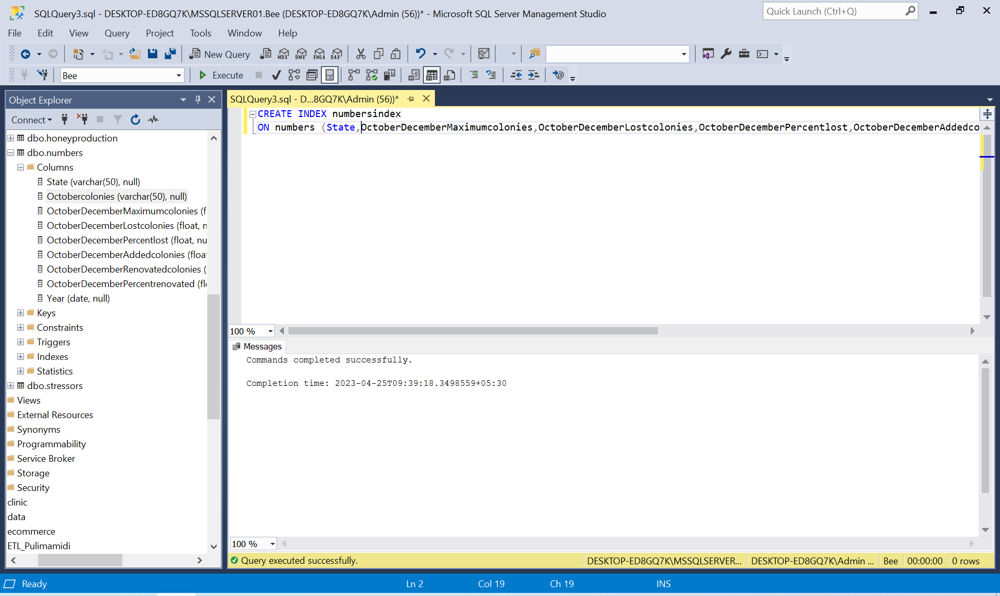 SQLQuery3.sql - DESKTOP-ED8GQ7K\MSSQLSERVER01.Bee (DESKTOP-ED8GQ7K\Admin (56))* - Microsoft SQL Server Management Studio
Quick Launch (Ctrl+Q)
File Edit View Query Project Tools Window Help
New Query MDX DMX XMLA DAX
Bee Execute
Object Explorer
SQLQuery3.sql - D...8GQ7K\Admin (56))*
Connect
dbo.honeyproduction
dbo.numbers
Columns
State (varchar(50), null)
Octobercolonies (varchar(50), null)
OctoberDecemberMaximumcolonies (f
OctoberDecemberLostcolonies (float, n
OctoberDecemberPercentlost (float, nu
OctoberDecemberAddedcolonies (floa
OctoberDecemberRenovatedcolonies (
OctoberDecemberPercentrenovated (fl
Year (date, null)
Keys
Constraints
Triggers
Indexes
Statistics
dbo.stressors
Views
External Resources
Synonyms
Programmability
Service Broker
Storage
Security
clinic
data
ecommerce
ETL_Pulimamidi
CREATE INDEX numbersindex
ON numbers (State,OctoberDecemberMaximumcolonies,OctoberDecemberLostcolonies,OctoberDecemberPercentlost,OctoberDecemberAddedco
100 %
Messages
Commands completed successfully.
Completion time: 2023-04-25T09:39:18.3498559+05:30
100 %
Query executed successfully. DESKTOP-ED8GQ7K\MSSQLSERVER... DESKTOP-ED8GQ7K\Admin ... Bee 00:00:00 0 rows
Ready Ln 2 Col 19 Ch 19 INS